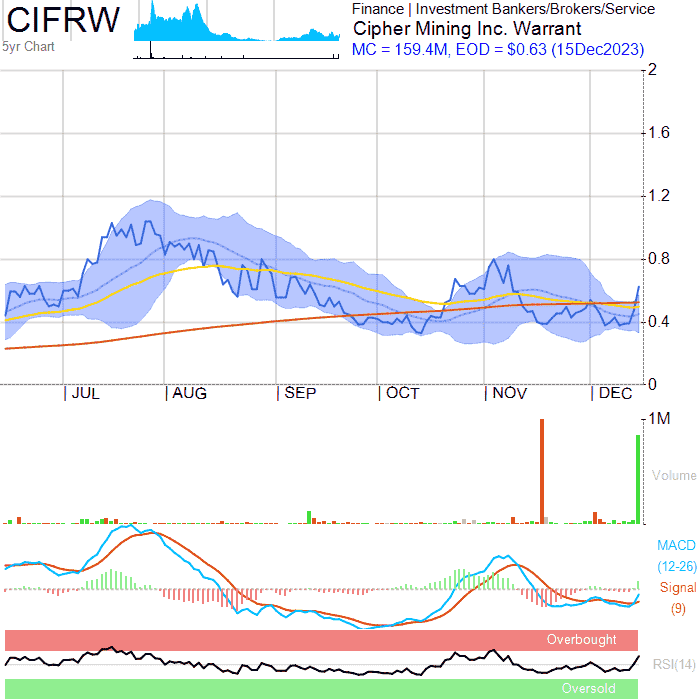 CIFRW
5yr Chart
Finance | Investment Bankers/Brokers/Service
Cipher Mining Inc. Warrant
MC = 159.4M, EOD = $0.63 (15Dec2023)
2
1.6
1.2
0.8
0.4
0
JUL AUG SEP OCT NOV DEC
1M
Volume
MACD
(12-26)
Signal
(9)
Overbought
RSI(14)
Oversold